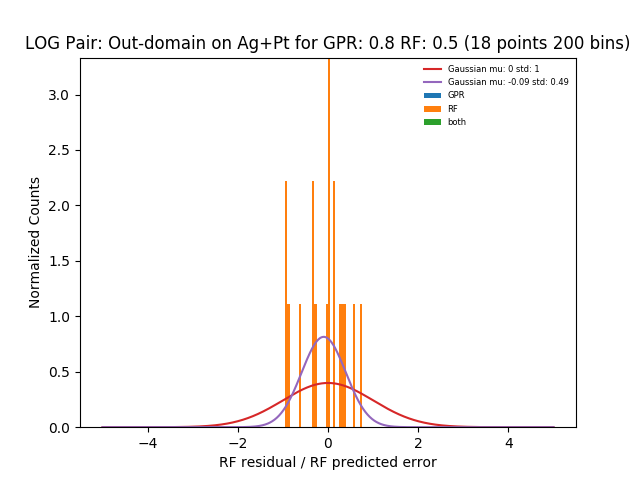 LOG Pair: Out-domain on Ag+Pt for GPR: 0.8 RF: 0.5 (18 points 200 bins)
Gaussian mu: 0 std: 1
Gaussian mu: -0.09 std: 0.49
GPR
RF
both
Normalized Counts
3.0
2.5
2.0
1.5
1.0
0.5
0.0
−4 −2 0 2 4
RF residual / RF predicted error